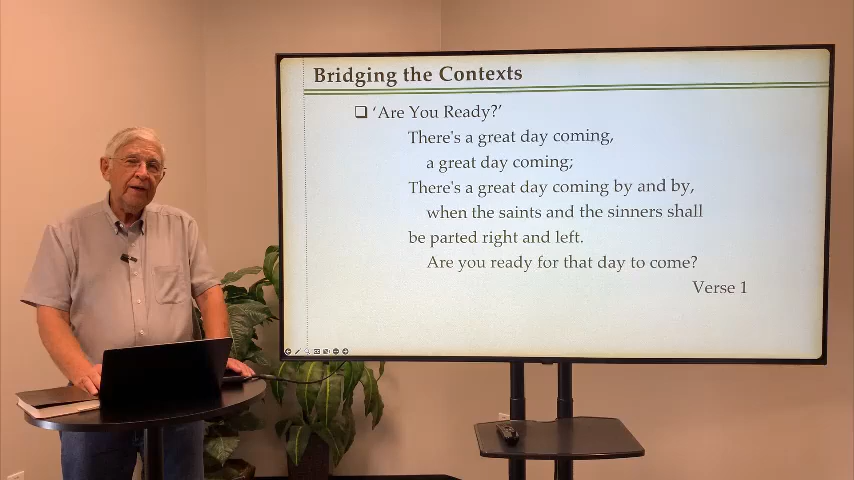 Bridging the Contexts
❑ ‘Are You Ready?’
There's a great day coming,
a great day coming;
There's a great day coming by and by,
when the saints and the sinners shall
be parted right and left.
Are you ready for that day to come?
Verse 1